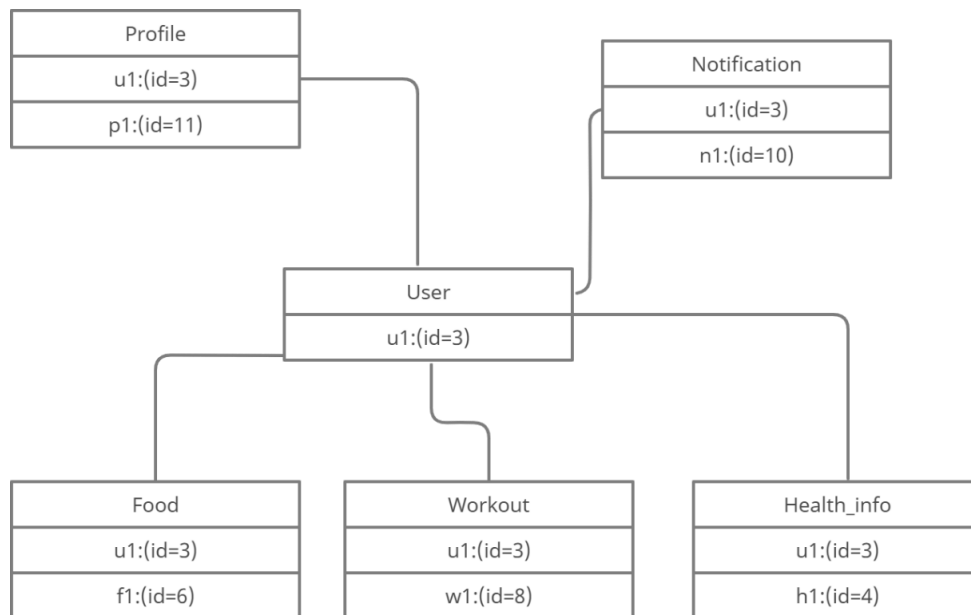 Profile
u1:(id=3)
p1:(id=11)
Notification
u1:(id=3)
n1:(id=10)
User
u1:(id=3)
Food
u1:(id=3)
f1:(id=6)
Workout
u1:(id=3)
w1:(id=8)
Health_info
u1:(id=3)
h1:(id=4)